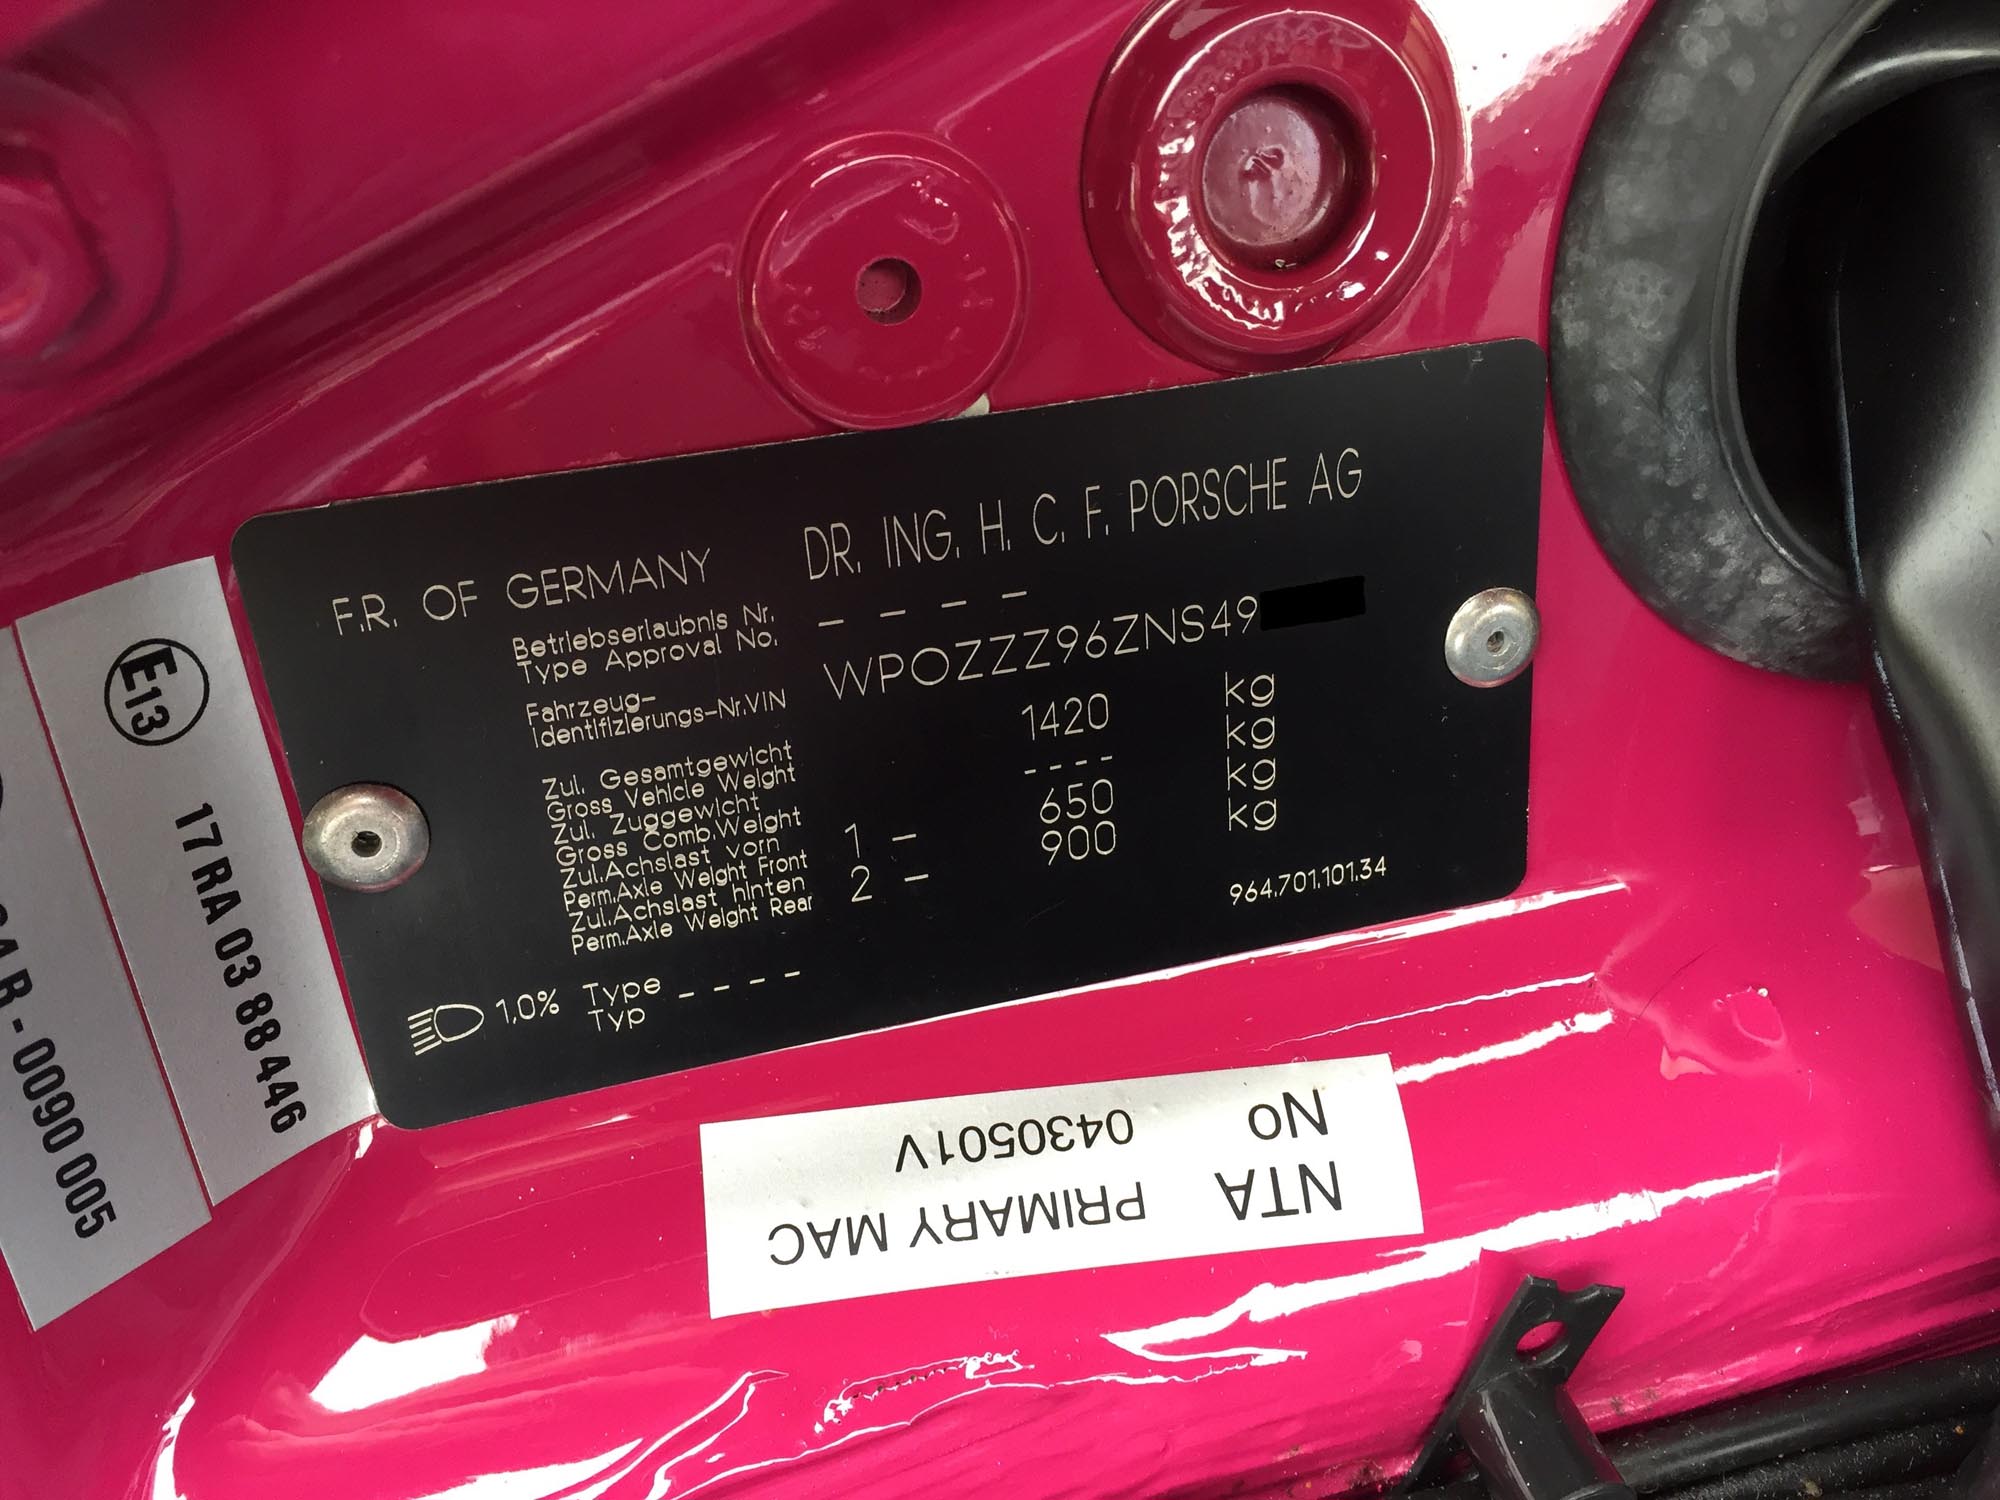 F.R. OF GERMANY DR. ING. H. C. F. PORSCHE AG
Betriebserlaubnis Nr.
Type Approval No. – – – –
Fahrzeug-
Identifizierungs-Nr.VIN WPOZZZ96ZNS49
Zul. Gesamtgewicht
Gross Vehicle Weight 1420 kg
Zul. Zuggewicht
Gross Comb.Weight ---- kg
Zul.Achslast vorn
Perm.Axle Weight Front 1 – 650 kg
Zul.Achslast hinten
Perm.Axle Weight Rear 2 – 900 kg
964.701.101.34
1,0% Type – – – –
Typ
E13
17 RA 03 88 446
R - 0090 005
NTA PRIMARY MAC
NO 0430501V